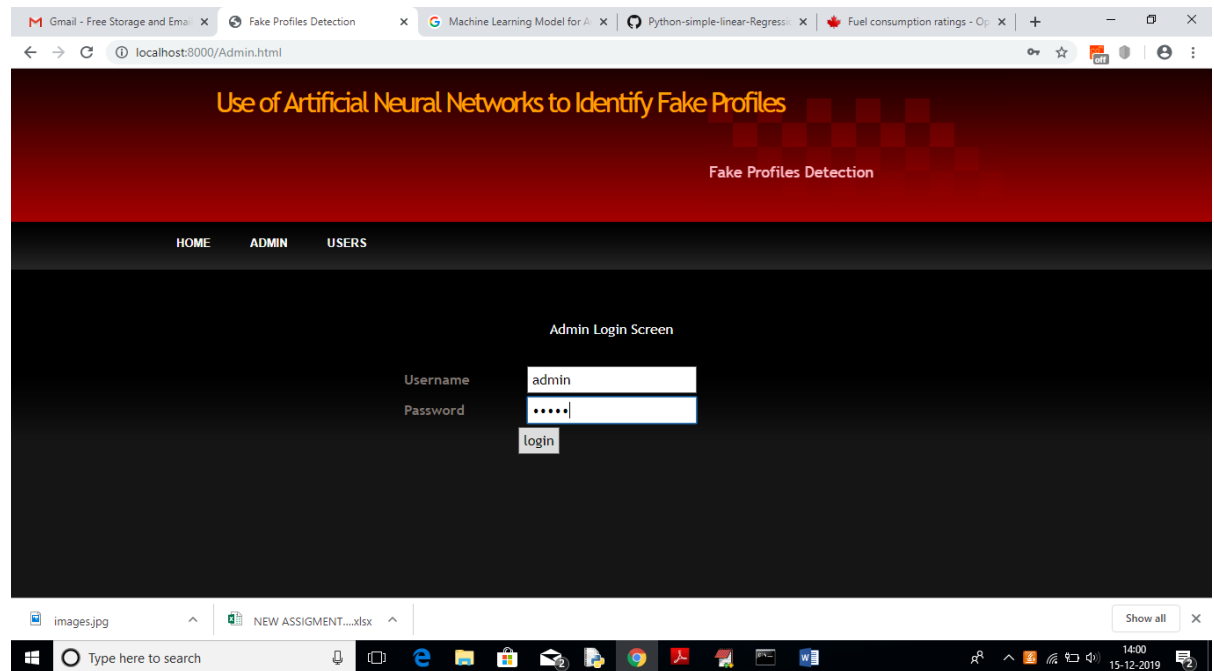 Gmail - Free Storage and Emai
Fake Profiles Detection
Machine Learning Model for A
Python-simple-linear-Regressi
Fuel consumption ratings - Op
localhost:8000/Admin.html
off
Use of Artificial Neural Networks to Identify Fake Profiles
Fake Profiles Detection
HOME ADMIN USERS
Admin Login Screen
Username admin
Password •••••
login
images.jpg
NEW ASSIGMENT....xlsx
Show all
Type here to search
2
14:00
15-12-2019
2